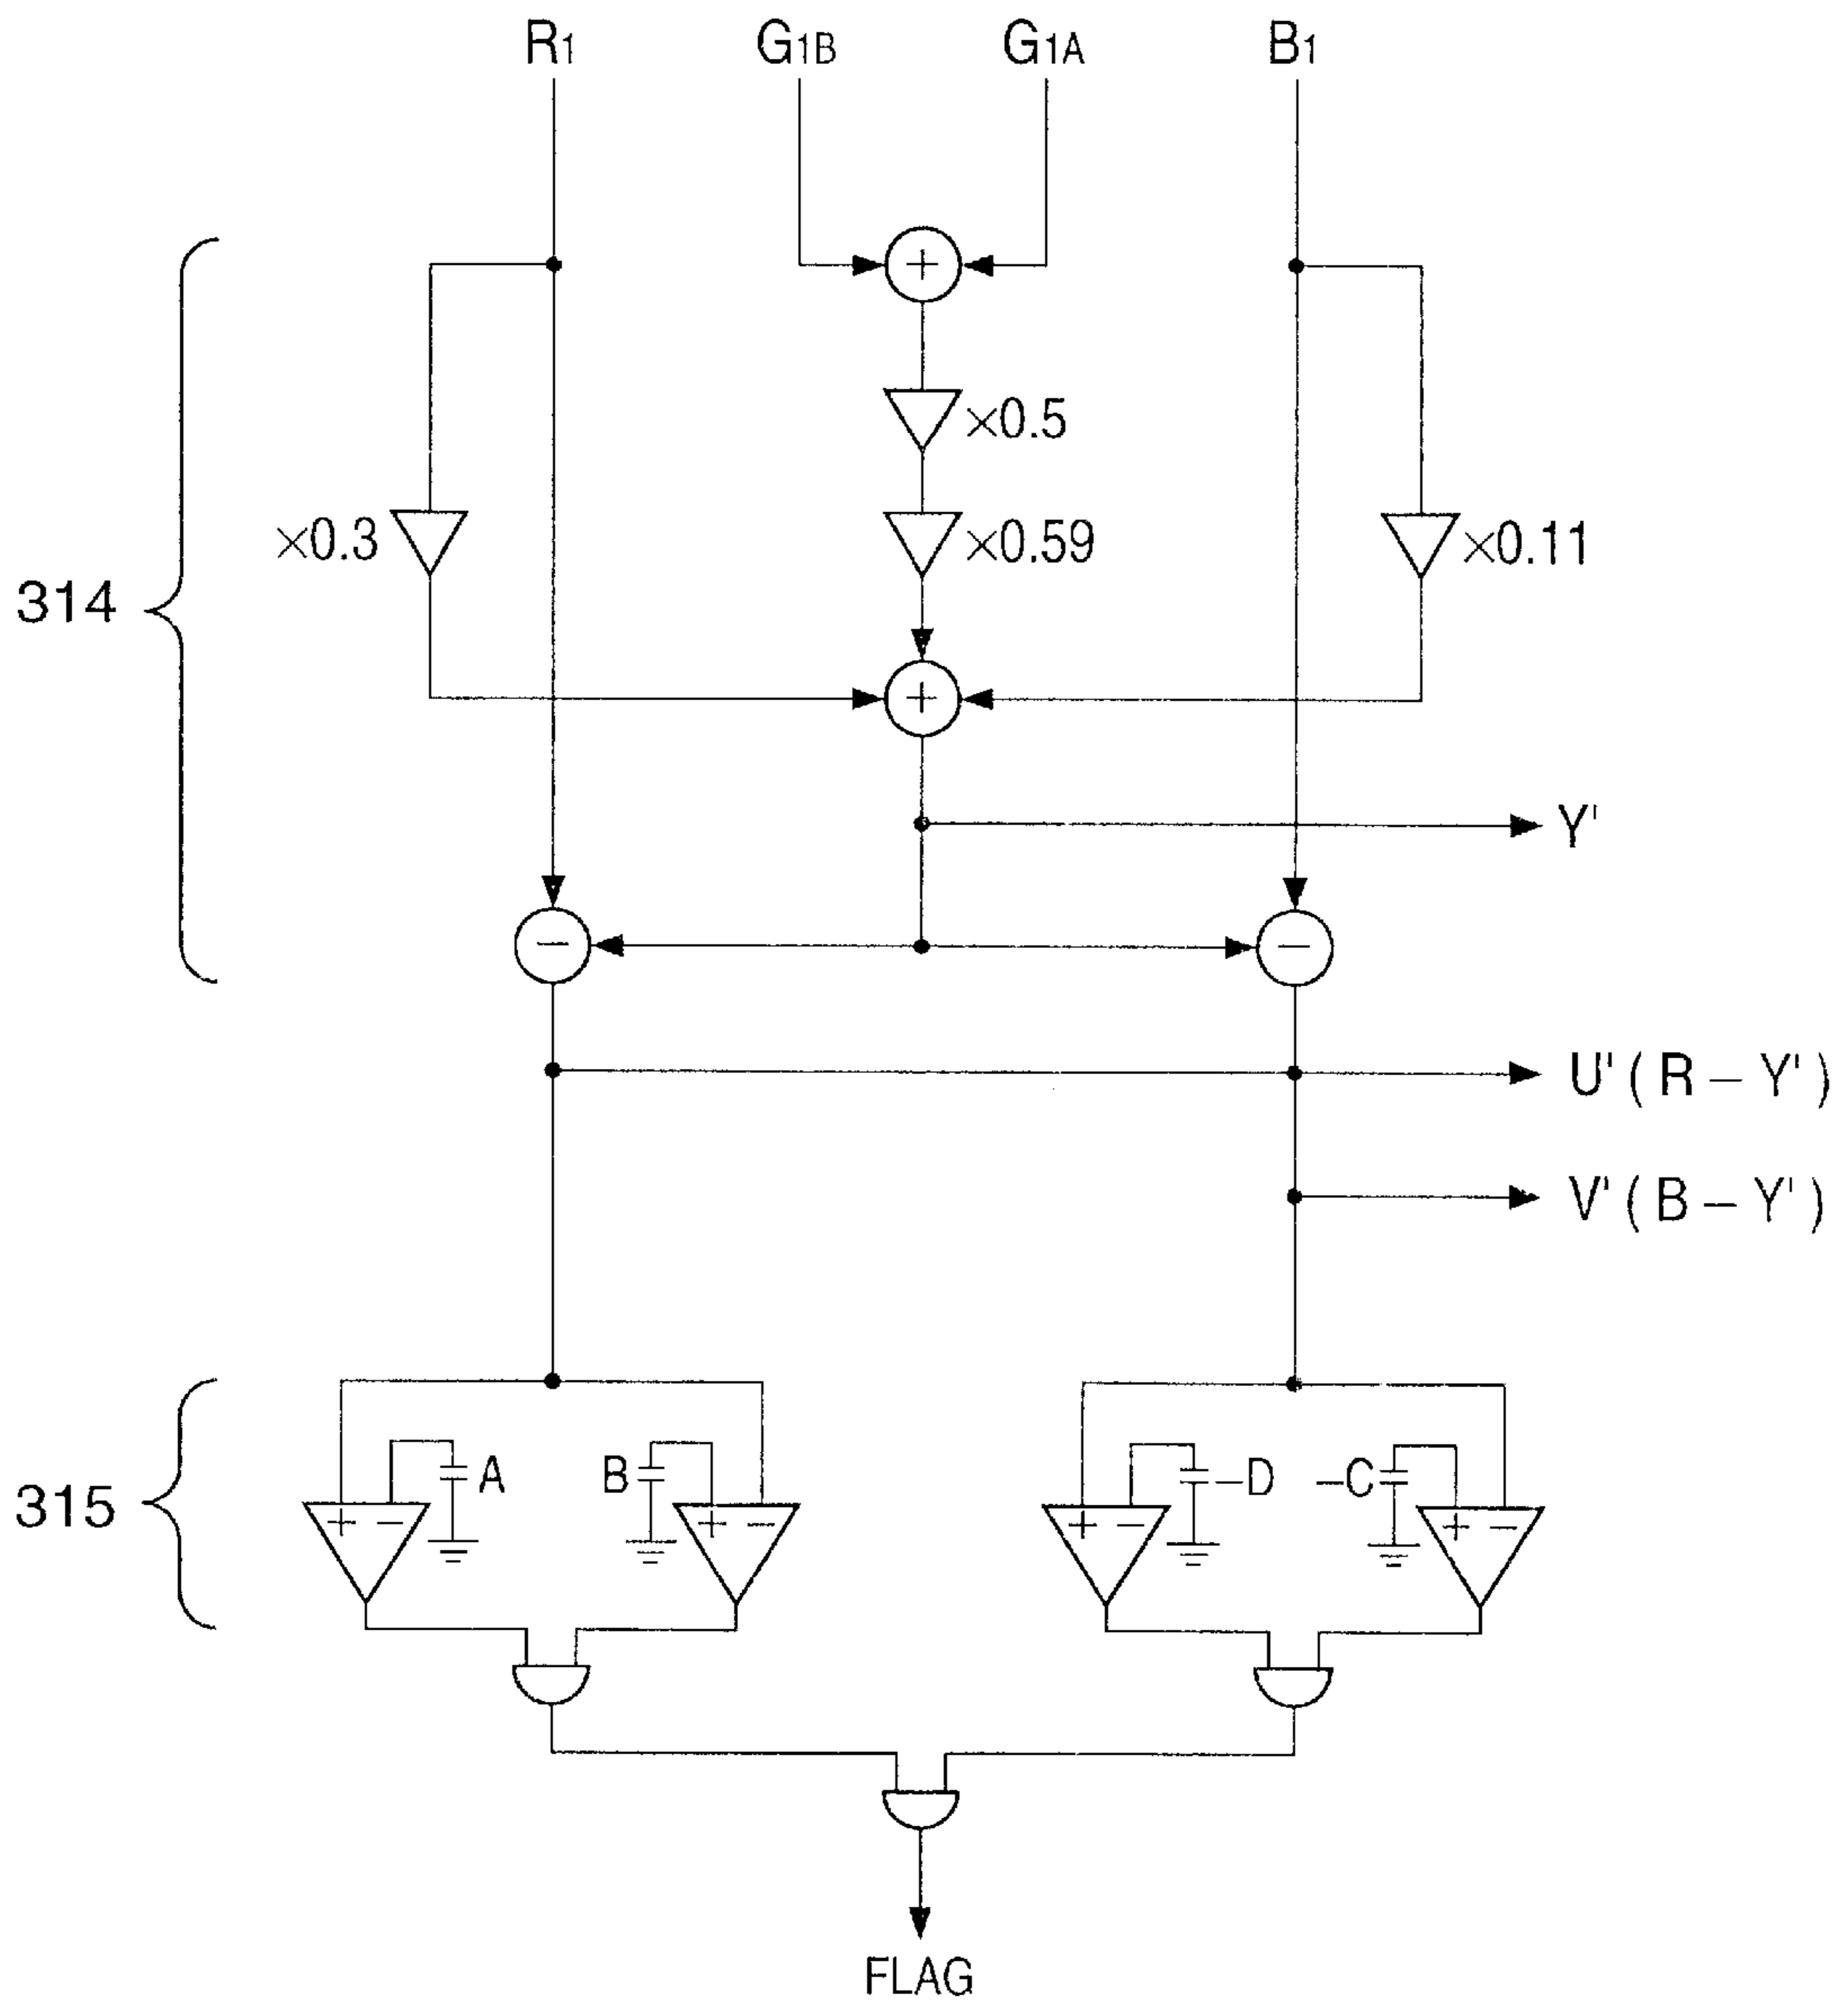 R1 G1B G1A B1
×0.5
×0.3 ×0.59 ×0.11
314
+
+
Y'
− −
U' ( R − Y' )
V' ( B − Y' )
A B −D −C
315
+ − + − + − + −
FLAG